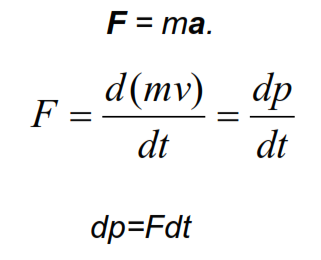 F = ma.
F = d(mv)/dt = dp/dt
dp=Fdt